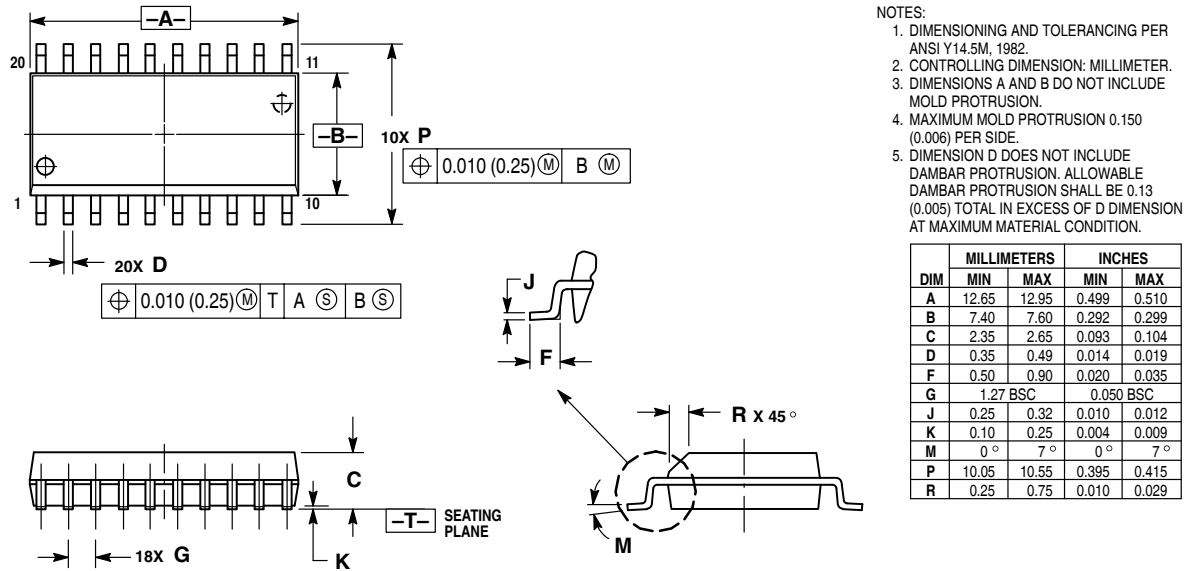 –A–
20
11
–B–
10X P
⌖ 0.010 (0.25) Ⓜ B Ⓜ
1
10
20X D
⌖ 0.010 (0.25) Ⓜ T A Ⓢ B Ⓢ
J
F
R X 45°
C
–T– SEATING
PLANE
M
18X G
K
NOTES:
1. DIMENSIONING AND TOLERANCING PER
ANSI Y14.5M, 1982.
2. CONTROLLING DIMENSION: MILLIMETER.
3. DIMENSIONS A AND B DO NOT INCLUDE
MOLD PROTRUSION.
4. MAXIMUM MOLD PROTRUSION 0.150
(0.006) PER SIDE.
5. DIMENSION D DOES NOT INCLUDE
DAMBAR PROTRUSION. ALLOWABLE
DAMBAR PROTRUSION SHALL BE 0.13
(0.005) TOTAL IN EXCESS OF D DIMENSION
AT MAXIMUM MATERIAL CONDITION.
MILLIMETERS INCHES
DIM MIN MAX MIN MAX
A 12.65 12.95 0.499 0.510
B 7.40 7.60 0.292 0.299
C 2.35 2.65 0.093 0.104
D 0.35 0.49 0.014 0.019
F 0.50 0.90 0.020 0.035
G 1.27 BSC 0.050 BSC
J 0.25 0.32 0.010 0.012
K 0.10 0.25 0.004 0.009
M 0° 7° 0° 7°
P 10.05 10.55 0.395 0.415
R 0.25 0.75 0.010 0.029